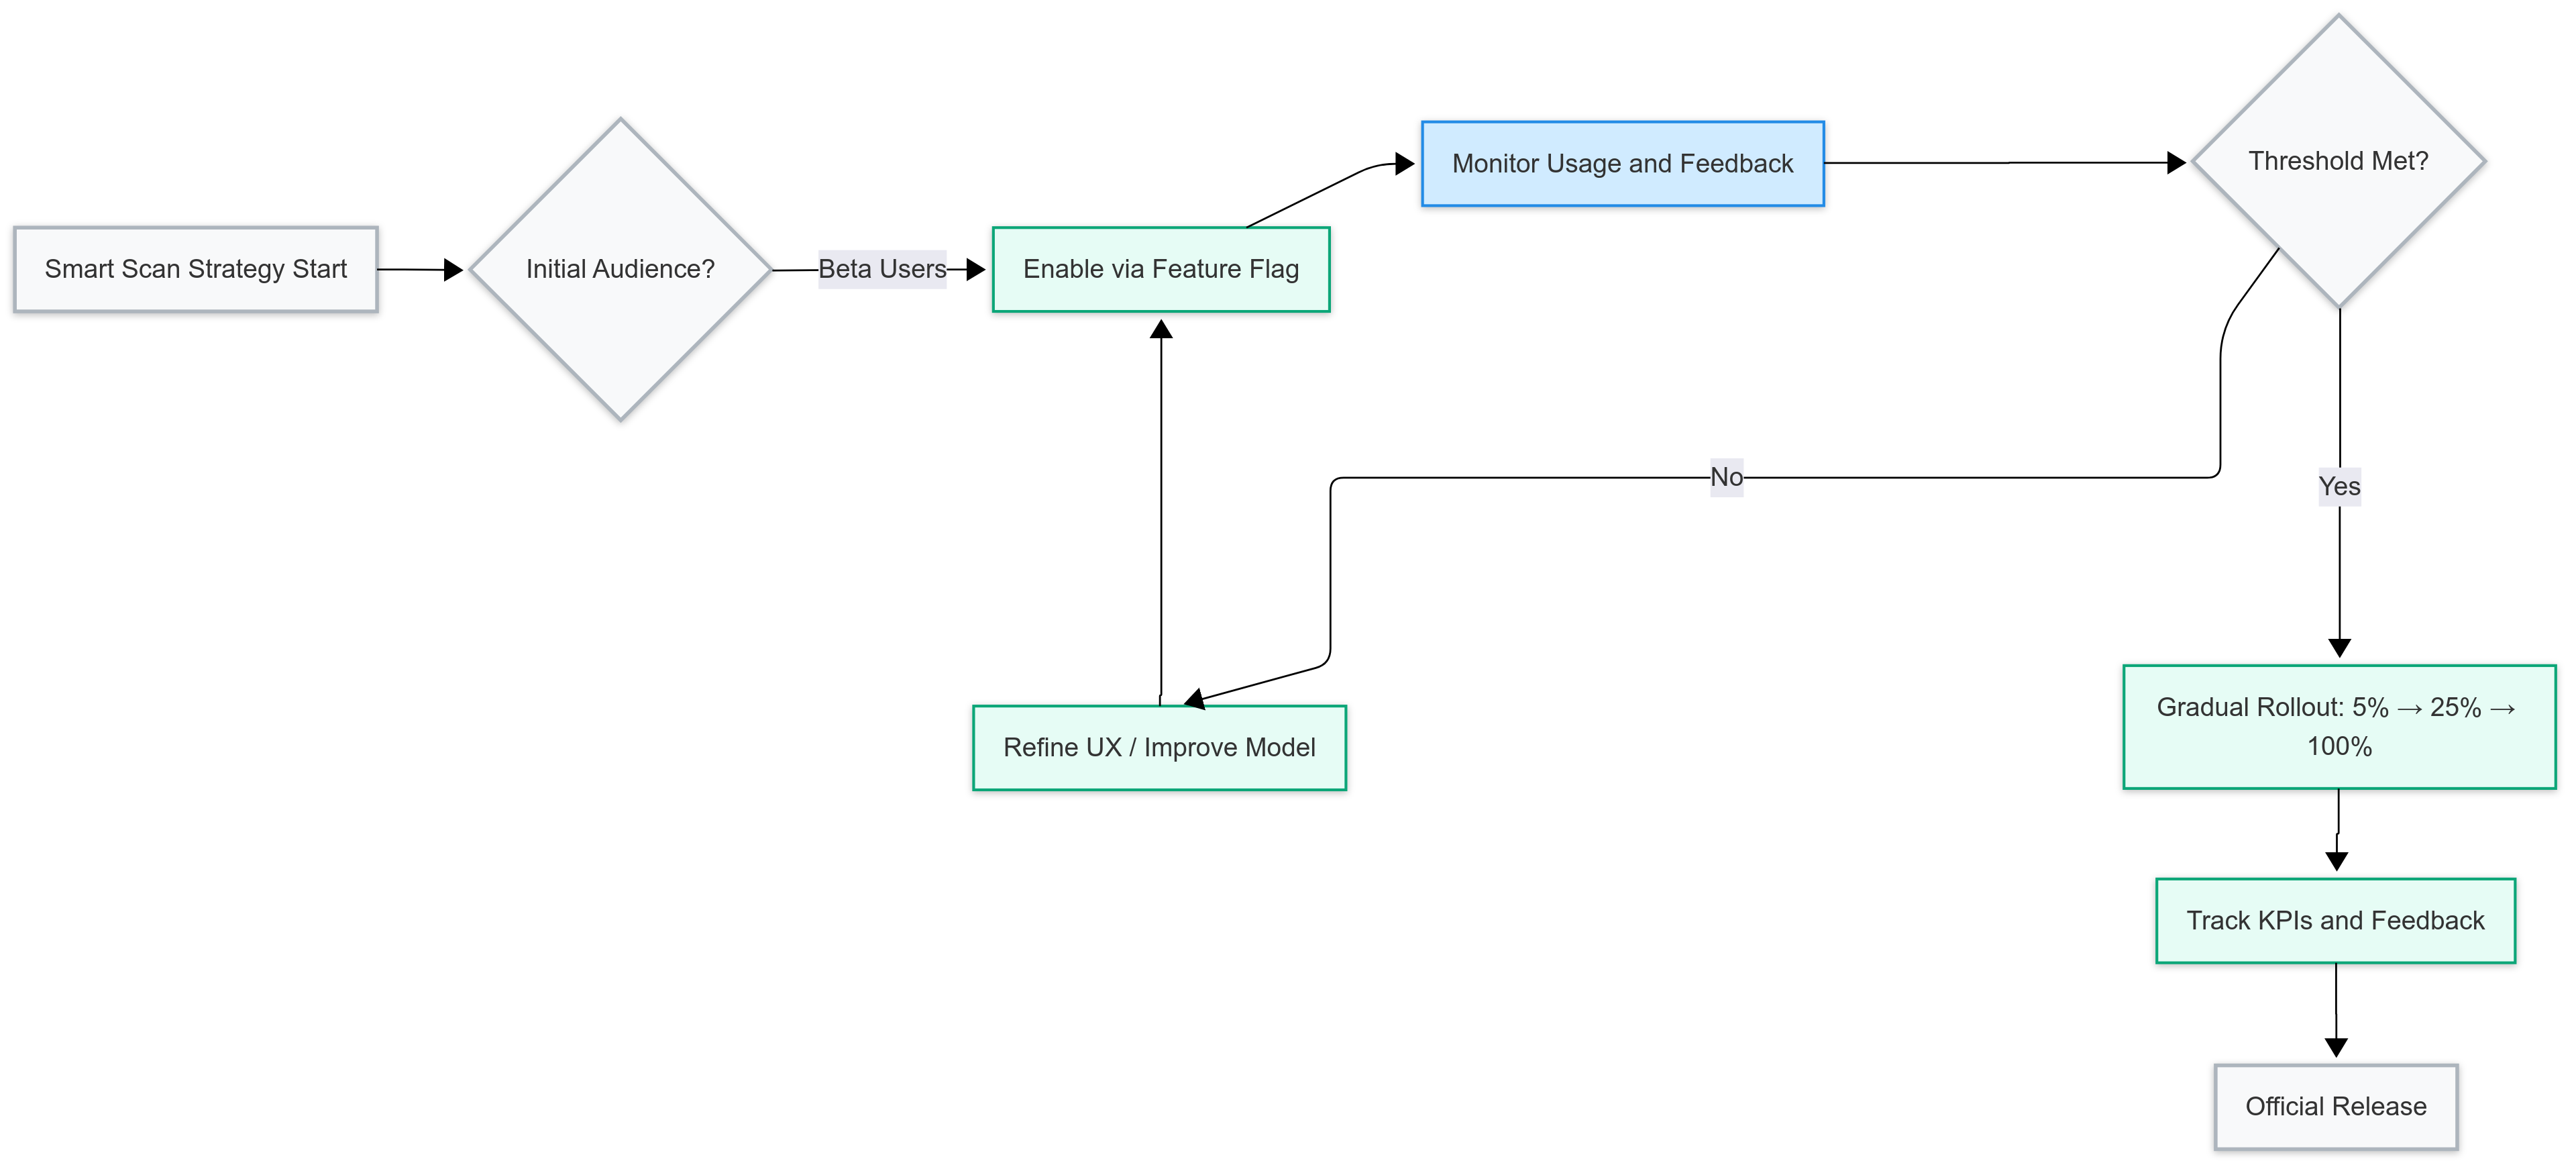 Smart Scan Strategy Start
Initial Audience?
Beta Users
Enable via Feature Flag
Monitor Usage and Feedback
Threshold Met?
No
Yes
Refine UX / Improve Model
Gradual Rollout: 5% → 25% →
100%
Track KPIs and Feedback
Official Release